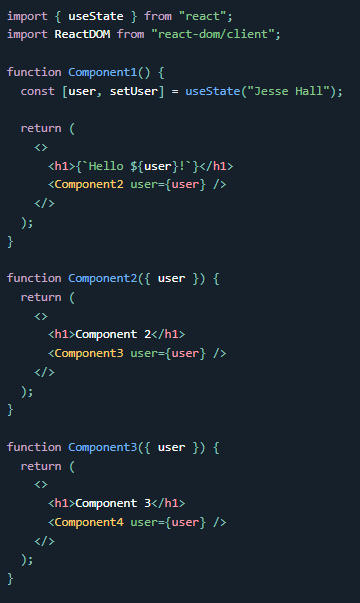 import { useState } from "react";
import ReactDOM from "react-dom/client";

function Component1() {
  const [user, setUser] = useState("Jesse Hall");

  return (
    <>
      <h1>{`Hello ${user}!`}</h1>
      <Component2 user={user} />
    </>
  );
}

function Component2({ user }) {
  return (
    <>
      <h1>Component 2</h1>
      <Component3 user={user} />
    </>
  );
}

function Component3({ user }) {
  return (
    <>
      <h1>Component 3</h1>
      <Component4 user={user} />
    </>
  );
}